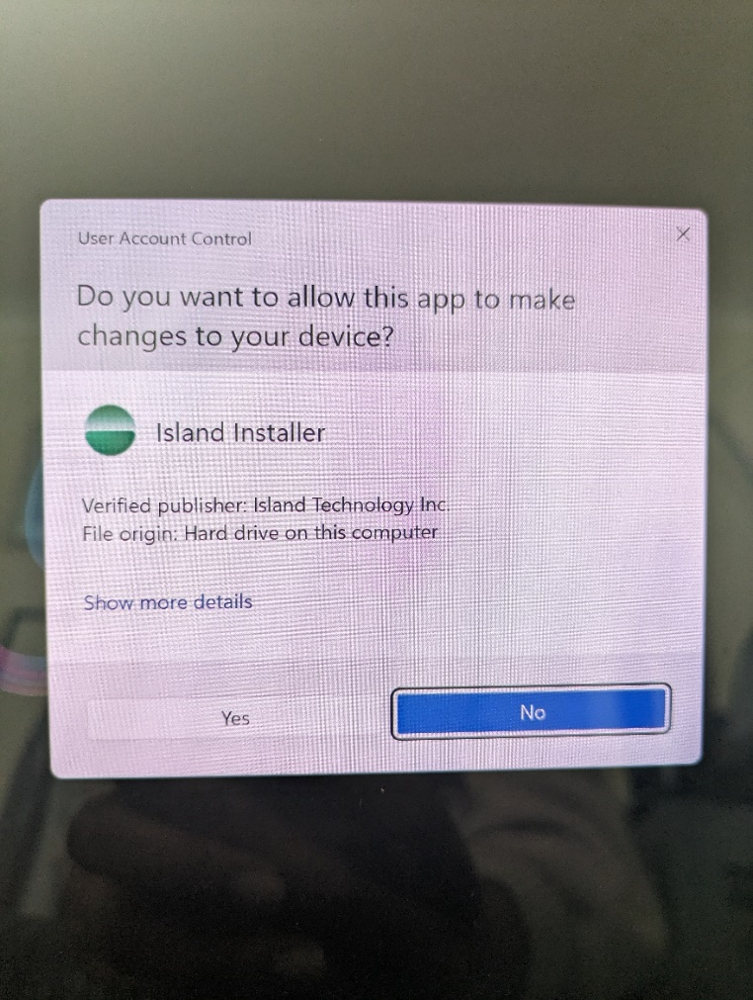 User Account Control
Do you want to allow this app to make
changes to your device?
Island Installer
Verified publisher: Island Technology Inc.
File origin: Hard drive on this computer
Show more details
Yes
No